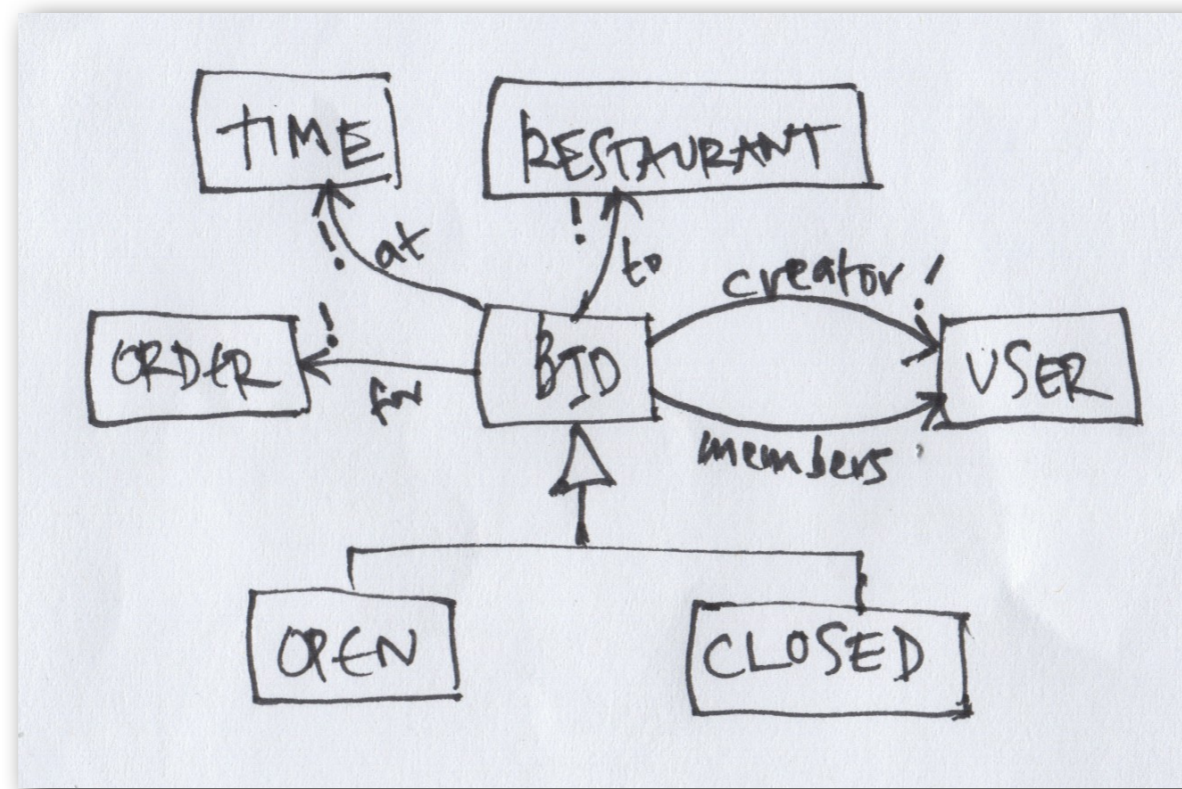 TIME
RESTAURANT
!
!
at
to
creator !
!
ORDER
for
BID
USER
members
OPEN
CLOSED